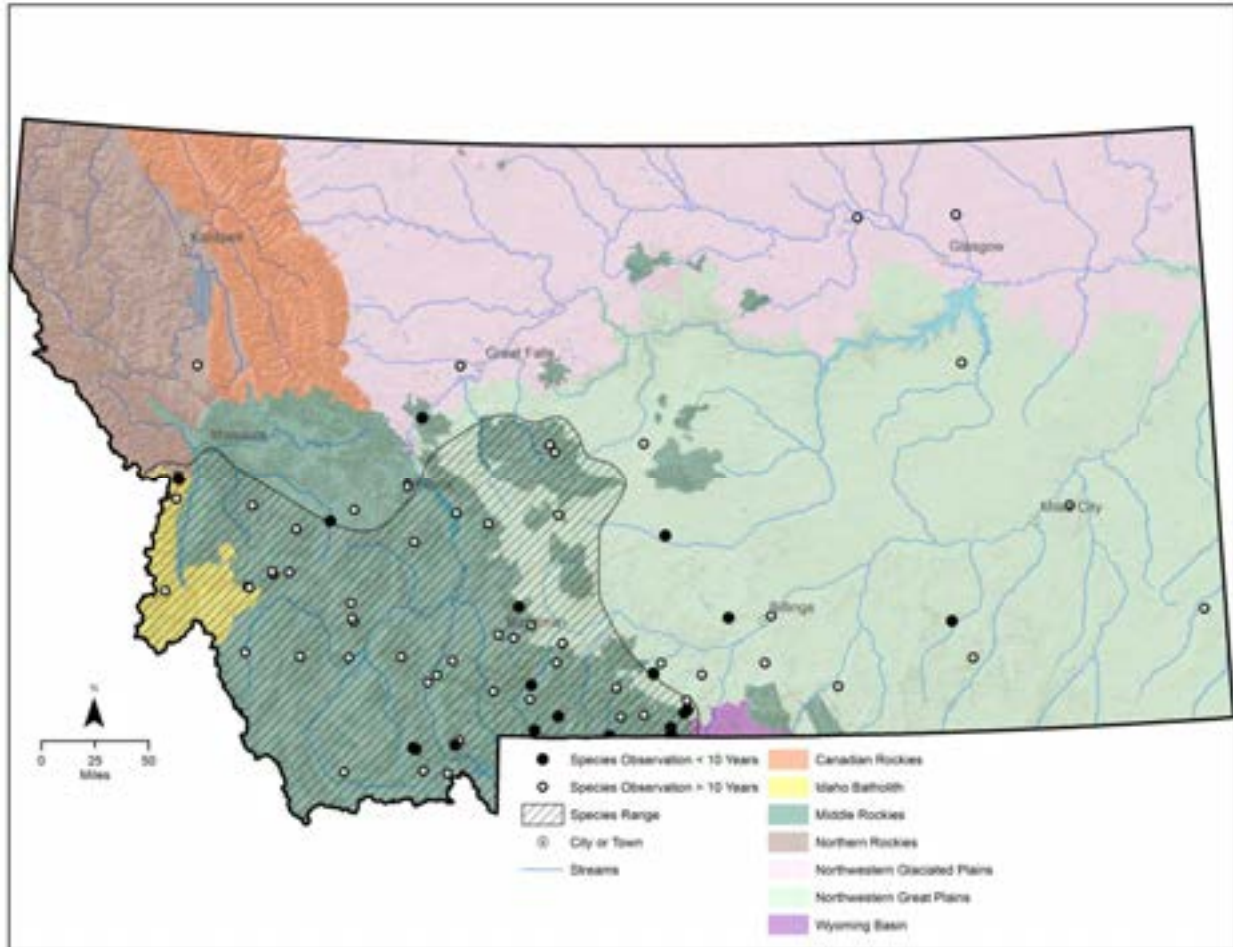 Kalispell
Glasgow
Great Falls
Missoula
Helena
Miles City
Bozeman
Billings
N
0 25 50
Miles
Species Observation < 10 Years
Species Observation > 10 Years
Species Range
City or Town
Streams
Canadian Rockies
Idaho Batholith
Middle Rockies
Northern Rockies
Northwestern Glaciated Plains
Northwestern Great Plains
Wyoming Basin